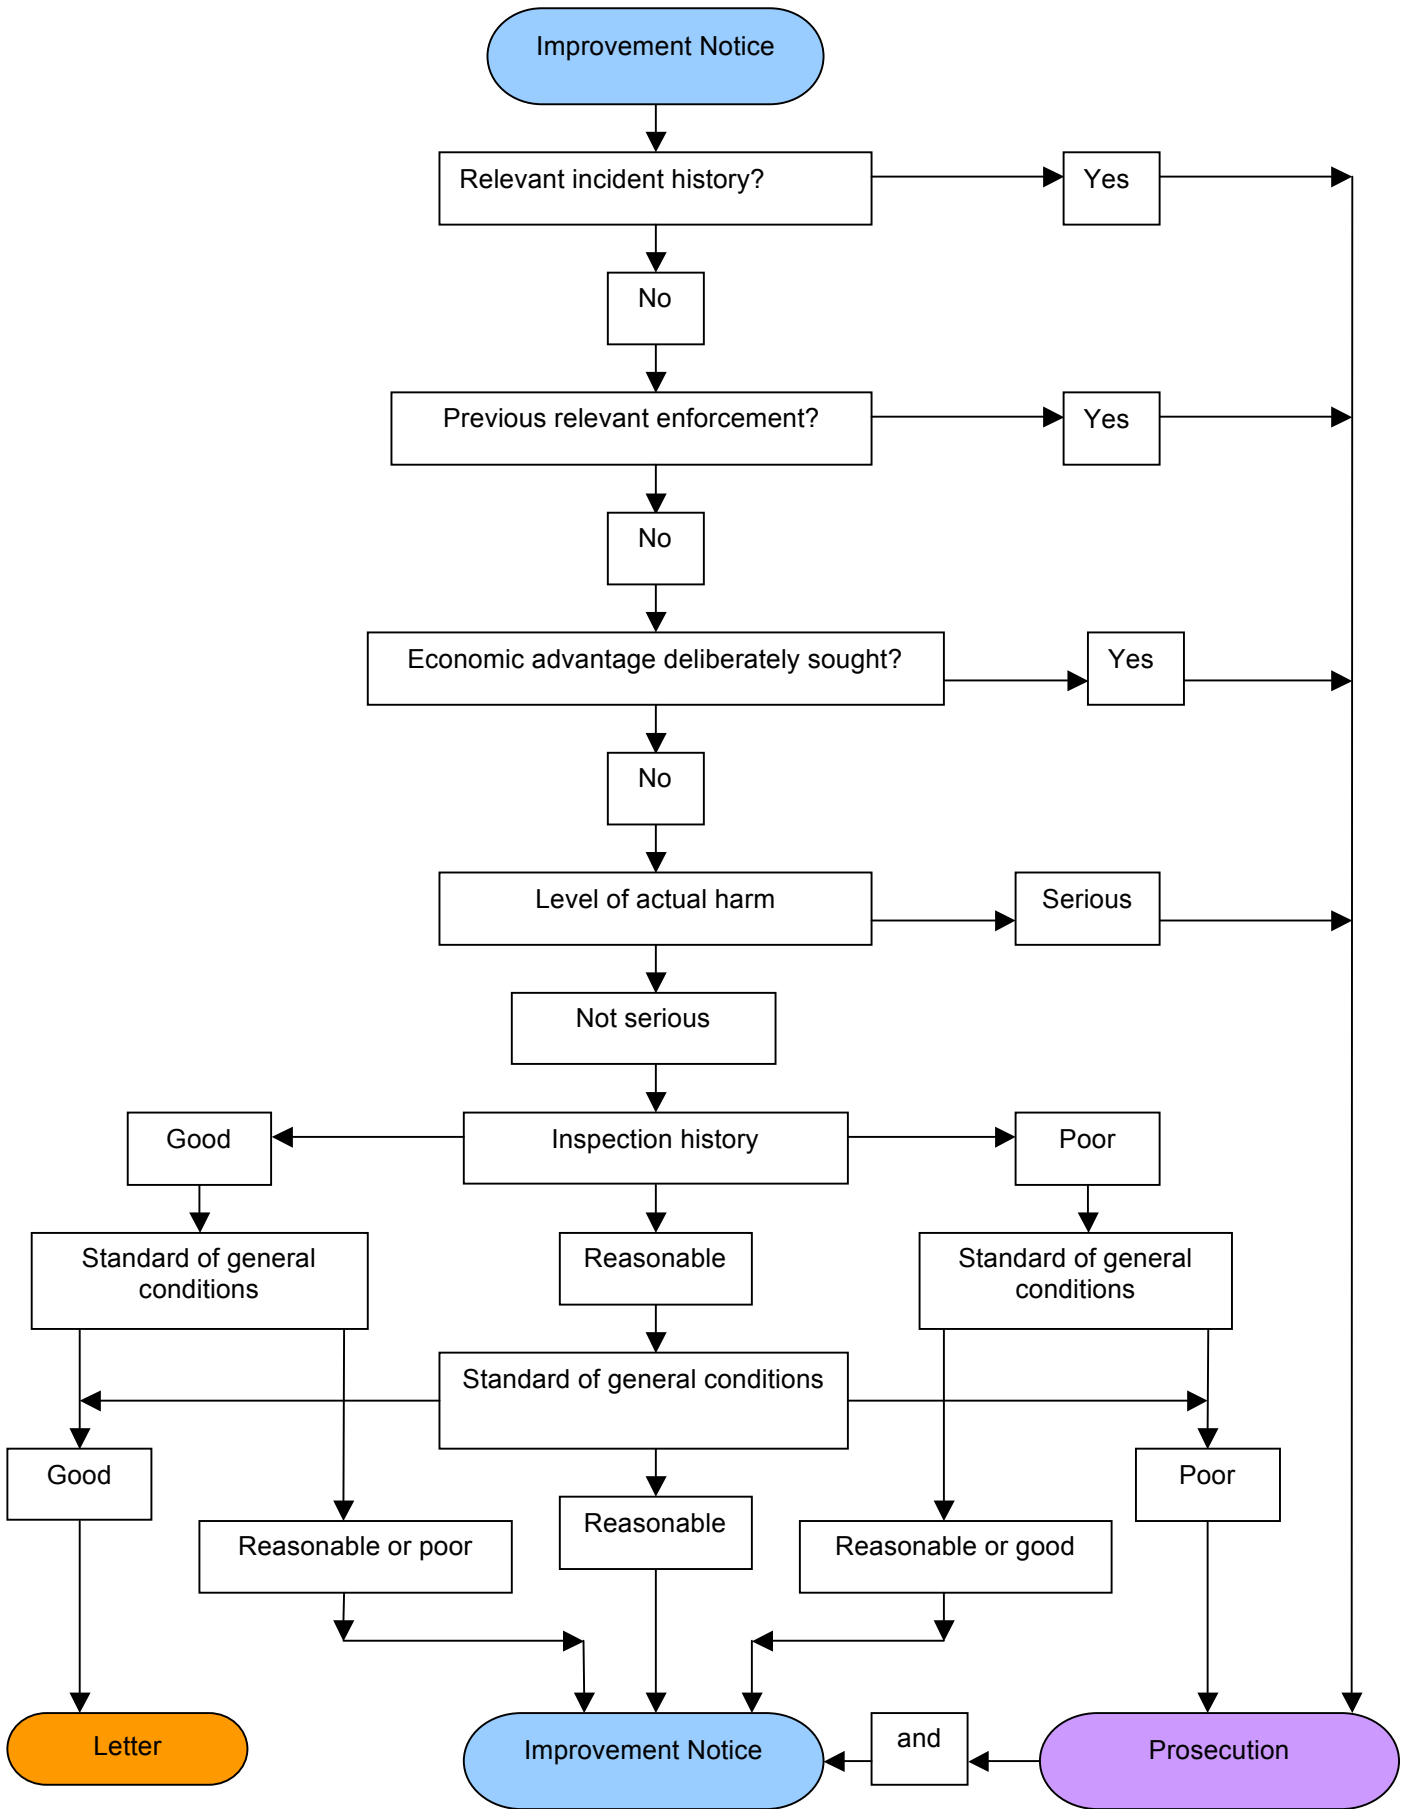 Improvement Notice
Relevant incident history?
Yes
No
Previous relevant enforcement?
Yes
No
Economic advantage deliberately sought?
Yes
No
Level of actual harm
Serious
Not serious
Good
Inspection history
Poor
Standard of general
conditions
Reasonable
Standard of general
conditions
Standard of general conditions
Good
Poor
Reasonable or poor
Reasonable
Reasonable or good
Letter
Improvement Notice
and
Prosecution